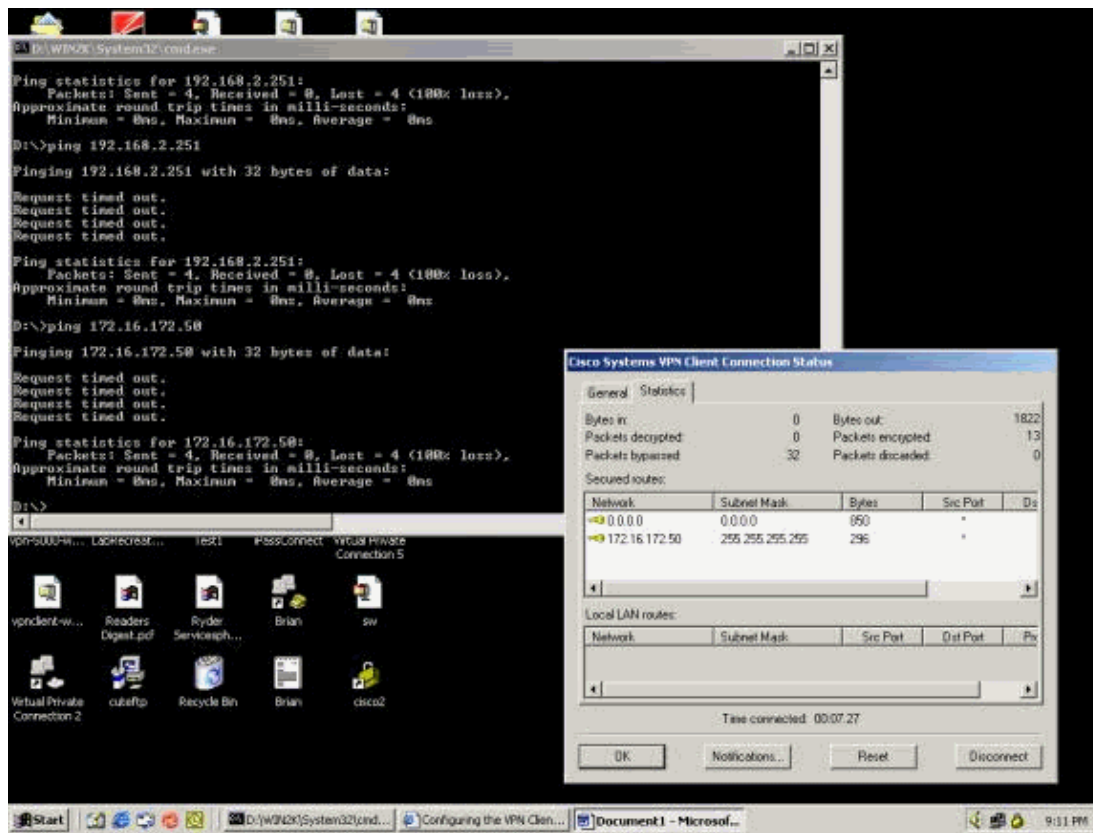 D:\WIN2K\System32\cmd.exe
Ping statistics for 192.168.2.251:
Packets: Sent = 4, Received = 0, Lost = 4 (100% loss),
Approximate round trip times in milli-seconds:
Minimum = 0ms, Maximum = 0ms, Average = 0ms
D:\>ping 192.168.2.251
Pinging 192.168.2.251 with 32 bytes of data:
Request timed out.
Request timed out.
Request timed out.
Request timed out.
Ping statistics for 192.168.2.251:
Packets: Sent = 4, Received = 0, Lost = 4 (100% loss),
Approximate round trip times in milli-seconds:
Minimum = 0ms, Maximum = 0ms, Average = 0ms
D:\>ping 172.16.172.50
Pinging 172.16.172.50 with 32 bytes of data:
Request timed out.
Request timed out.
Request timed out.
Request timed out.
Ping statistics for 172.16.172.50:
Packets: Sent = 4, Received = 0, Lost = 4 (100% loss),
Approximate round trip times in milli-seconds:
Minimum = 0ms, Maximum = 0ms, Average = 0ms
D:\>
Cisco Systems VPN Client Connection Status
General Statistics
Bytes in: 0 Bytes out: 1822
Packets decrypted: 0 Packets encrypted: 13
Packets bypassed: 32 Packets discarded: 0
Secured routes:
Network Subnet Mask Bytes Src Port Ds
0.0.0.0 0.0.0.0 850 *
172.16.172.50 255.255.255.255 296 *
Local LAN routes:
Network Subnet Mask Src Port Dst Port
Time connected: 00:07:27
OK Notifications... Reset Disconnect
vpn-5000-w... LabRecreat... Test1 iPassConnect Virtual Private Connection 5
vpnclient-w... Readers Digest.pcf Ryder Servicesph... Brian sw
Virtual Private Connection 2 cuteftp Recycle Bin Brian cisco2
Start D:\WIN2K\System32\cmd... Configuring the VPN Clien... Document1 - Microsof... 9:11 PM